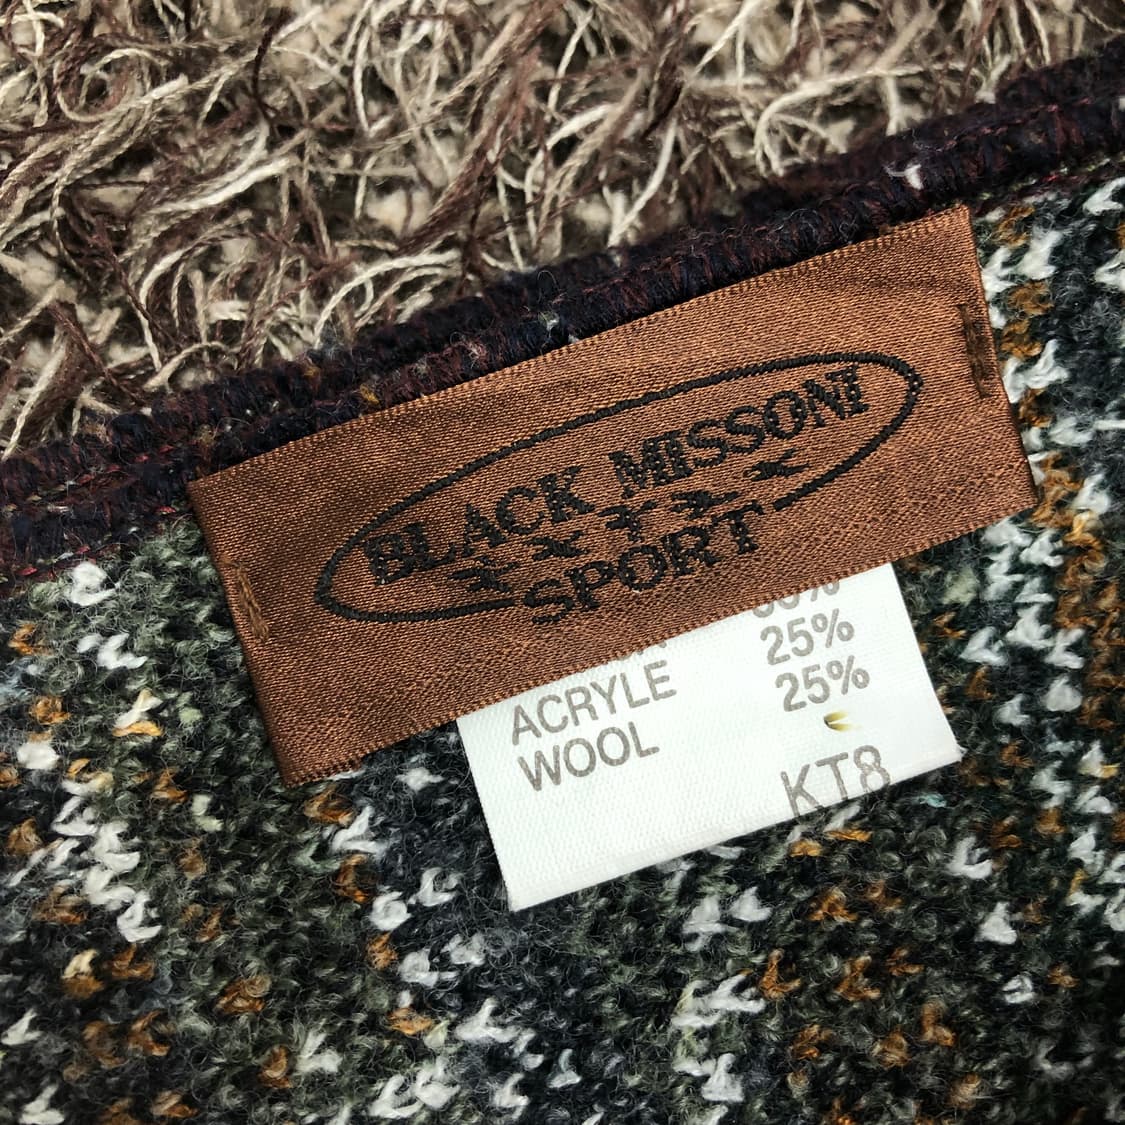 BLACK MISSONI
SPORT
25%
ACRYLE 25%
WOOL
KT8